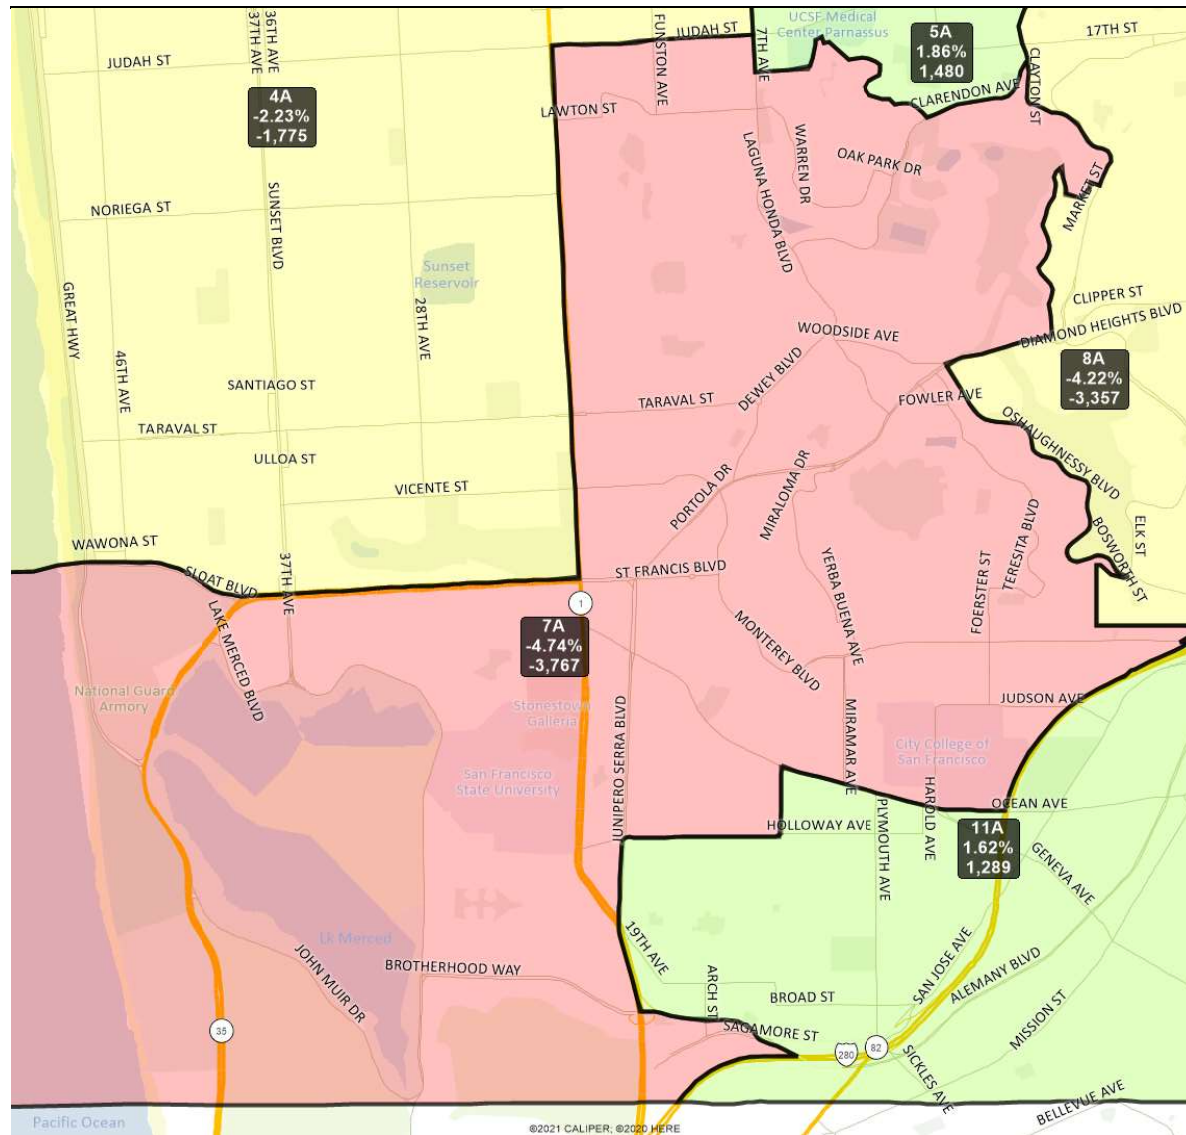 UCSF Medical
Center Parnassus
36TH AVE
37TH AVE
FUNSTON AVE
JUDAH ST
7TH AVE
5A
1.86%
1,480
CLAYTON ST
17TH ST
JUDAH ST
4A
-2.23%
-1,775
LAWTON ST
CLARENDON AVE
WARREN DR
OAK PARK DR
LAGUNA HONDA BLVD
MARKET ST
NORIEGA ST
SUNSET BLVD
Sunset
Reservoir
GREAT HWY
28TH AVE
CLIPPER ST
DIAMOND HEIGHTS BLVD
WOODSIDE AVE
46TH AVE
SANTIAGO ST
DEWEY BLVD
8A
-4.22%
-3,357
TARAVAL ST
FOWLER AVE
TARAVAL ST
OSHAUGHNESSY BLVD
ULLOA ST
VICENTE ST
PORTOLA DR
MIRALOMA DR
TERESITA BLVD
ELK ST
BOSWORTH ST
WAWONA ST
SLOAT BLVD
37TH AVE
ST FRANCIS BLVD
YERBA BUENA AVE
FOERSTER ST
1
7A
-4.74%
-3,767
LAKE MERCED BLVD
MONTEREY BLVD
National Guard
Armory
Stonestown
Galleria
JUNIPERO SERRA BLVD
MIRAMAR AVE
JUDSON AVE
City College of
San Francisco
San Francisco
State University
PLYMOUTH AVE
HAROLD AVE
OCEAN AVE
HOLLOWAY AVE
11A
1.62%
1,289
GENEVA AVE
Lk Merced
JOHN MUIR DR
BROTHERHOOD WAY
19TH AVE
ARCH ST
BROAD ST
SAN JOSE AVE
ALEMANY BLVD
MISSION ST
SAGAMORE ST
35
280
82
SICKLES AVE
BELLEVUE AVE
Pacific Ocean
©2021 CALIPER; ©2020 HERE